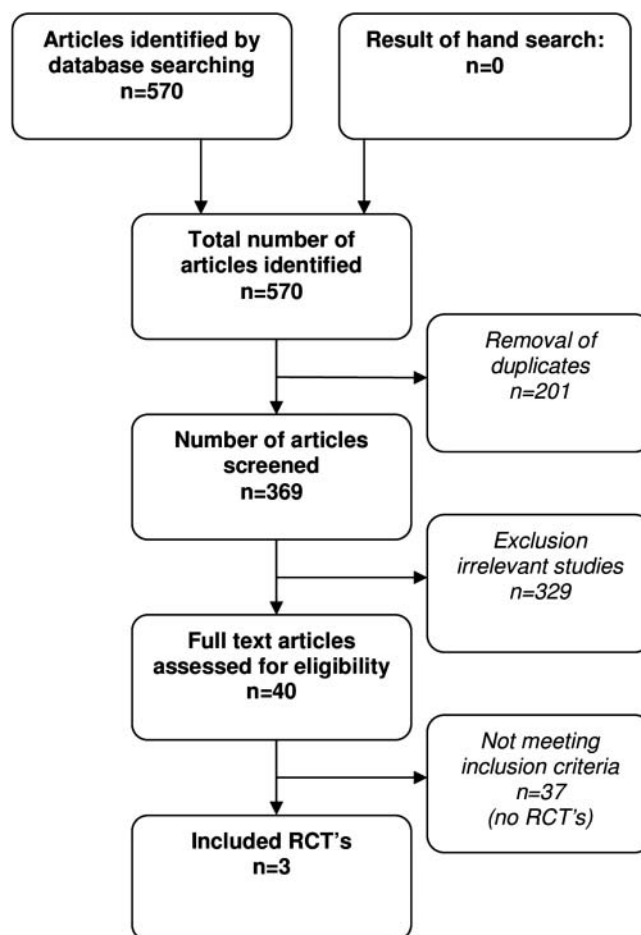 Articles identified by
database searching
n=570
Result of hand search:
n=0
Total number of
articles identified
n=570
Removal of
duplicates
n=201
Number of articles
screened
n=369
Exclusion
irrelevant studies
n=329
Full text articles
assessed for eligibility
n=40
Not meeting
inclusion criteria
n=37
(no RCT's)
Included RCT's
n=3